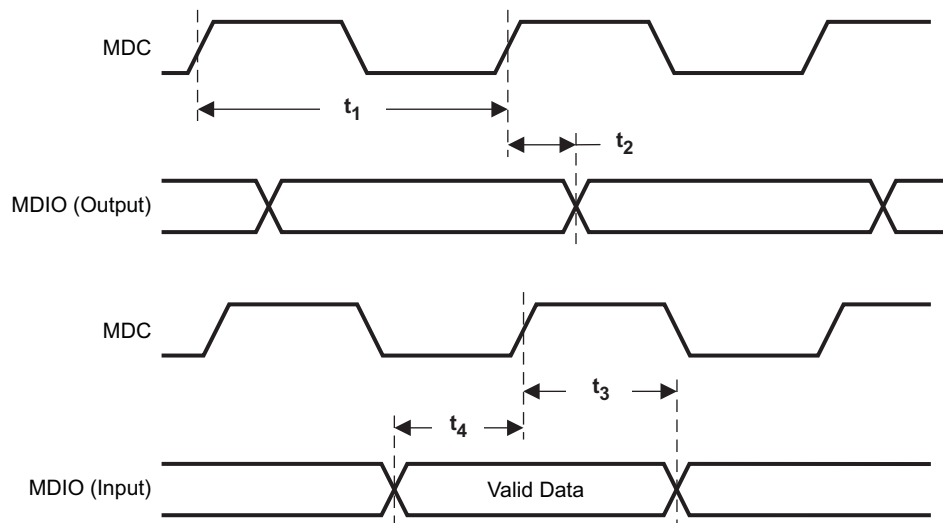 MDC
t1
t2
MDIO (Output)
MDC
t3
t4
MDIO (Input)
Valid Data